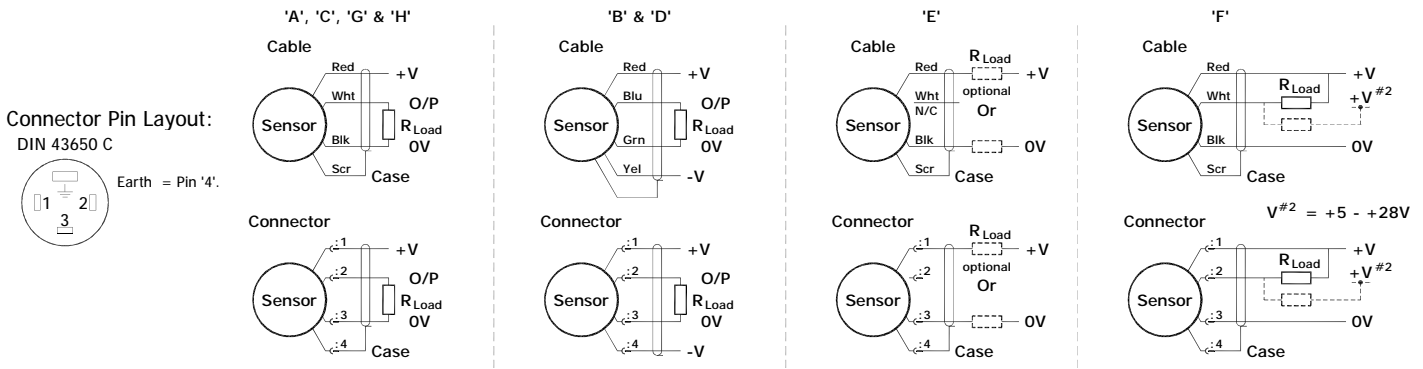 Connector Pin Layout:
DIN 43650 C
1
2
3
Earth = Pin '4'.
'A', 'C', 'G' & 'H'
Cable
Sensor
Red
+V
Wht
O/P
RLoad
Blk
0V
Scr
Case
Connector
Sensor
:1
+V
:2
O/P
RLoad
:3
0V
:4
Case
'B' & 'D'
Cable
Sensor
Red
+V
Blu
O/P
RLoad
Grn
0V
Yel
-V
Connector
Sensor
:1
+V
:2
O/P
RLoad
:3
0V
:4
-V
'E'
Cable
Sensor
RLoad
Red
+V
optional
Wht
N/C
Or
Blk
0V
Scr
Case
Connector
Sensor
RLoad
:1
+V
optional
:2
Or
:3
0V
:4
Case
'F'
Cable
Sensor
Red
+V
RLoad
Wht
+V#2
Blk
0V
Scr
Case
V#2 = +5 - +28V
Connector
Sensor
:1
+V
RLoad
:2
+V#2
:3
0V
:4
Case